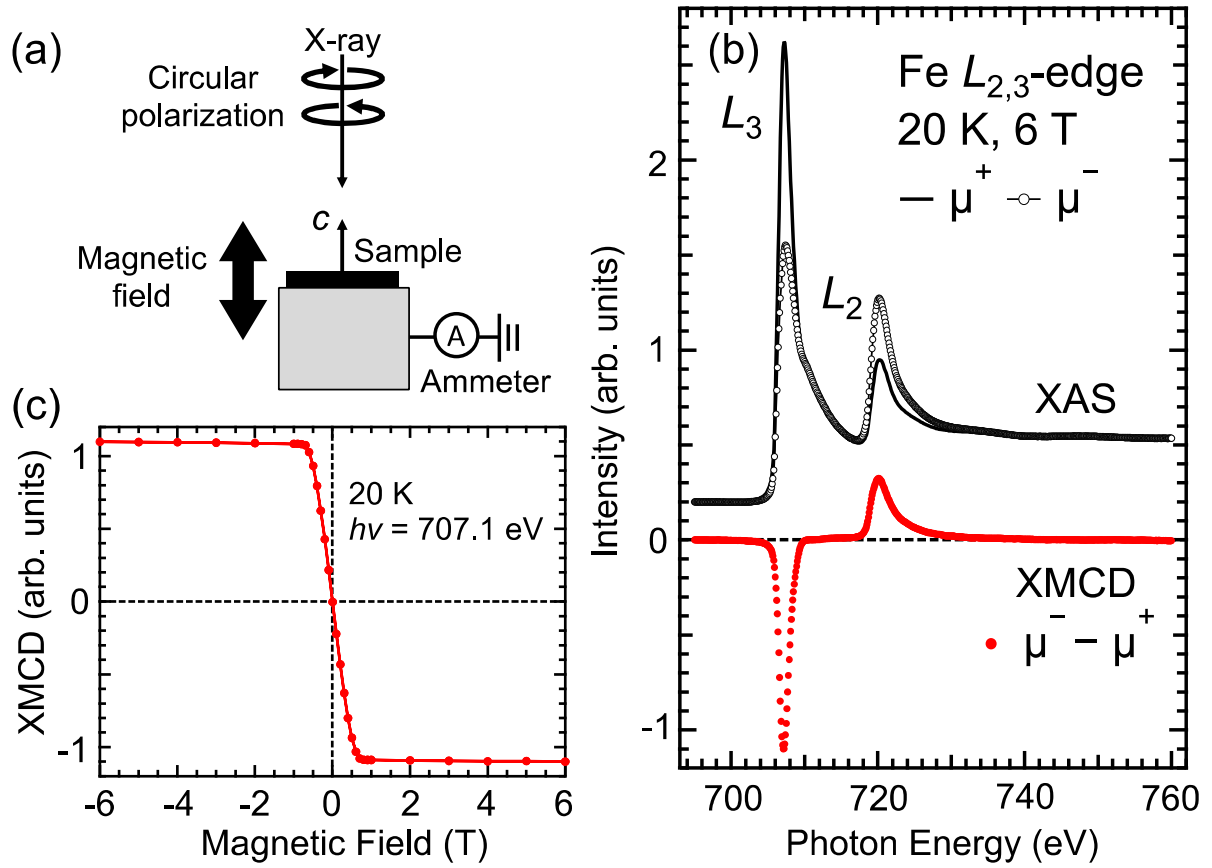 (a)
X-ray
Circular
polarization
c
Sample
Magnetic
field
A
Ammeter
(b)
Fe L2,3-edge
20 K, 6 T
μ+ μ−
L3
L2
XAS
XMCD
μ− − μ+
Intensity (arb. units)
2
1
0
-1
700 720 740 760
Photon Energy (eV)
(c)
20 K
hν = 707.1 eV
XMCD (arb. units)
1
0
-1
-6 -4 -2 0 2 4 6
Magnetic Field (T)